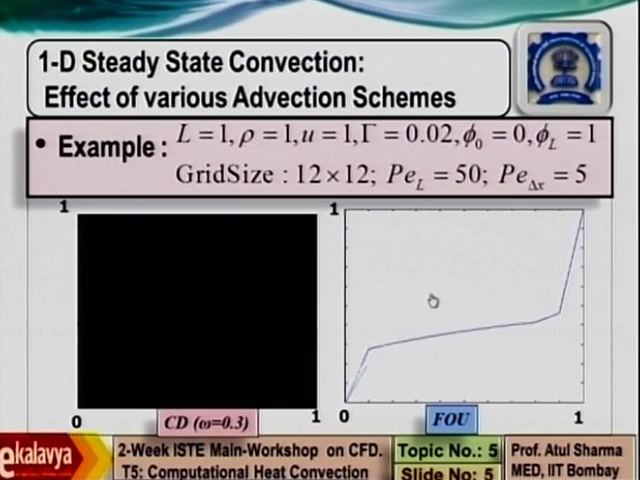 1-D Steady State Convection:
Effect of various Advection Schemes
• Example : L = 1, ρ = 1, u = 1, Γ = 0.02, ϕ₀ = 0, ϕ_L = 1
GridSize : 12 × 12; Pe_L = 50; Pe_Δx = 5
1 1
0 1 0 1
CD (ω=0.3) FOU
ekalavya
2-Week ISTE Main-Workshop on CFD.
T5: Computational Heat Convection
Topic No.: 5
Slide No.: 5
Prof. Atul Sharma
MED, IIT Bombay